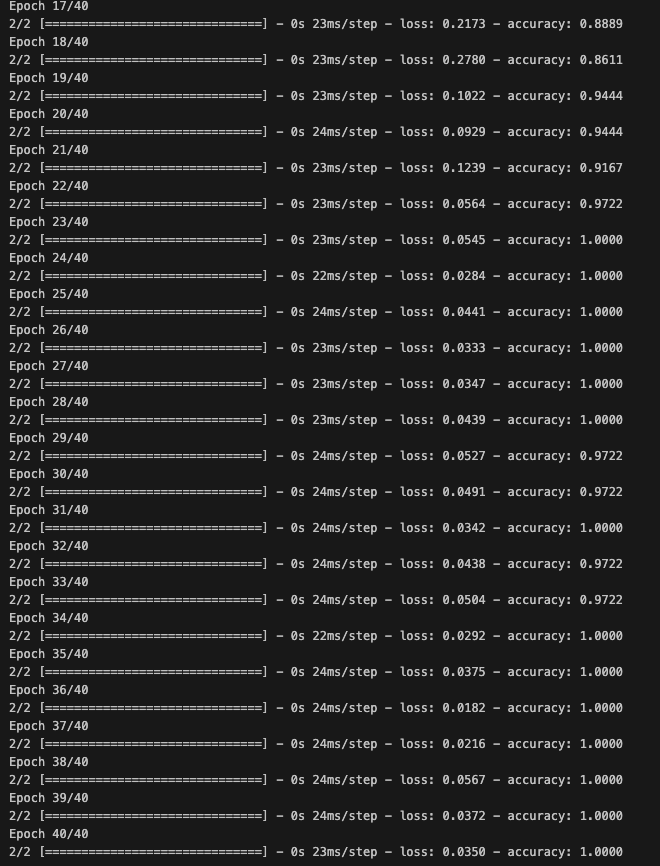 Epoch 17/40
2/2 [==============================] - 0s 23ms/step - loss: 0.2173 - accuracy: 0.8889
Epoch 18/40
2/2 [==============================] - 0s 23ms/step - loss: 0.2780 - accuracy: 0.8611
Epoch 19/40
2/2 [==============================] - 0s 23ms/step - loss: 0.1022 - accuracy: 0.9444
Epoch 20/40
2/2 [==============================] - 0s 24ms/step - loss: 0.0929 - accuracy: 0.9444
Epoch 21/40
2/2 [==============================] - 0s 23ms/step - loss: 0.1239 - accuracy: 0.9167
Epoch 22/40
2/2 [==============================] - 0s 23ms/step - loss: 0.0564 - accuracy: 0.9722
Epoch 23/40
2/2 [==============================] - 0s 23ms/step - loss: 0.0545 - accuracy: 1.0000
Epoch 24/40
2/2 [==============================] - 0s 22ms/step - loss: 0.0284 - accuracy: 1.0000
Epoch 25/40
2/2 [==============================] - 0s 24ms/step - loss: 0.0441 - accuracy: 1.0000
Epoch 26/40
2/2 [==============================] - 0s 23ms/step - loss: 0.0333 - accuracy: 1.0000
Epoch 27/40
2/2 [==============================] - 0s 23ms/step - loss: 0.0347 - accuracy: 1.0000
Epoch 28/40
2/2 [==============================] - 0s 23ms/step - loss: 0.0439 - accuracy: 1.0000
Epoch 29/40
2/2 [==============================] - 0s 24ms/step - loss: 0.0527 - accuracy: 0.9722
Epoch 30/40
2/2 [==============================] - 0s 24ms/step - loss: 0.0491 - accuracy: 0.9722
Epoch 31/40
2/2 [==============================] - 0s 24ms/step - loss: 0.0342 - accuracy: 1.0000
Epoch 32/40
2/2 [==============================] - 0s 24ms/step - loss: 0.0438 - accuracy: 0.9722
Epoch 33/40
2/2 [==============================] - 0s 24ms/step - loss: 0.0504 - accuracy: 0.9722
Epoch 34/40
2/2 [==============================] - 0s 22ms/step - loss: 0.0292 - accuracy: 1.0000
Epoch 35/40
2/2 [==============================] - 0s 24ms/step - loss: 0.0375 - accuracy: 1.0000
Epoch 36/40
2/2 [==============================] - 0s 24ms/step - loss: 0.0182 - accuracy: 1.0000
Epoch 37/40
2/2 [==============================] - 0s 24ms/step - loss: 0.0216 - accuracy: 1.0000
Epoch 38/40
2/2 [==============================] - 0s 24ms/step - loss: 0.0567 - accuracy: 1.0000
Epoch 39/40
2/2 [==============================] - 0s 24ms/step - loss: 0.0372 - accuracy: 1.0000
Epoch 40/40
2/2 [==============================] - 0s 23ms/step - loss: 0.0350 - accuracy: 1.0000